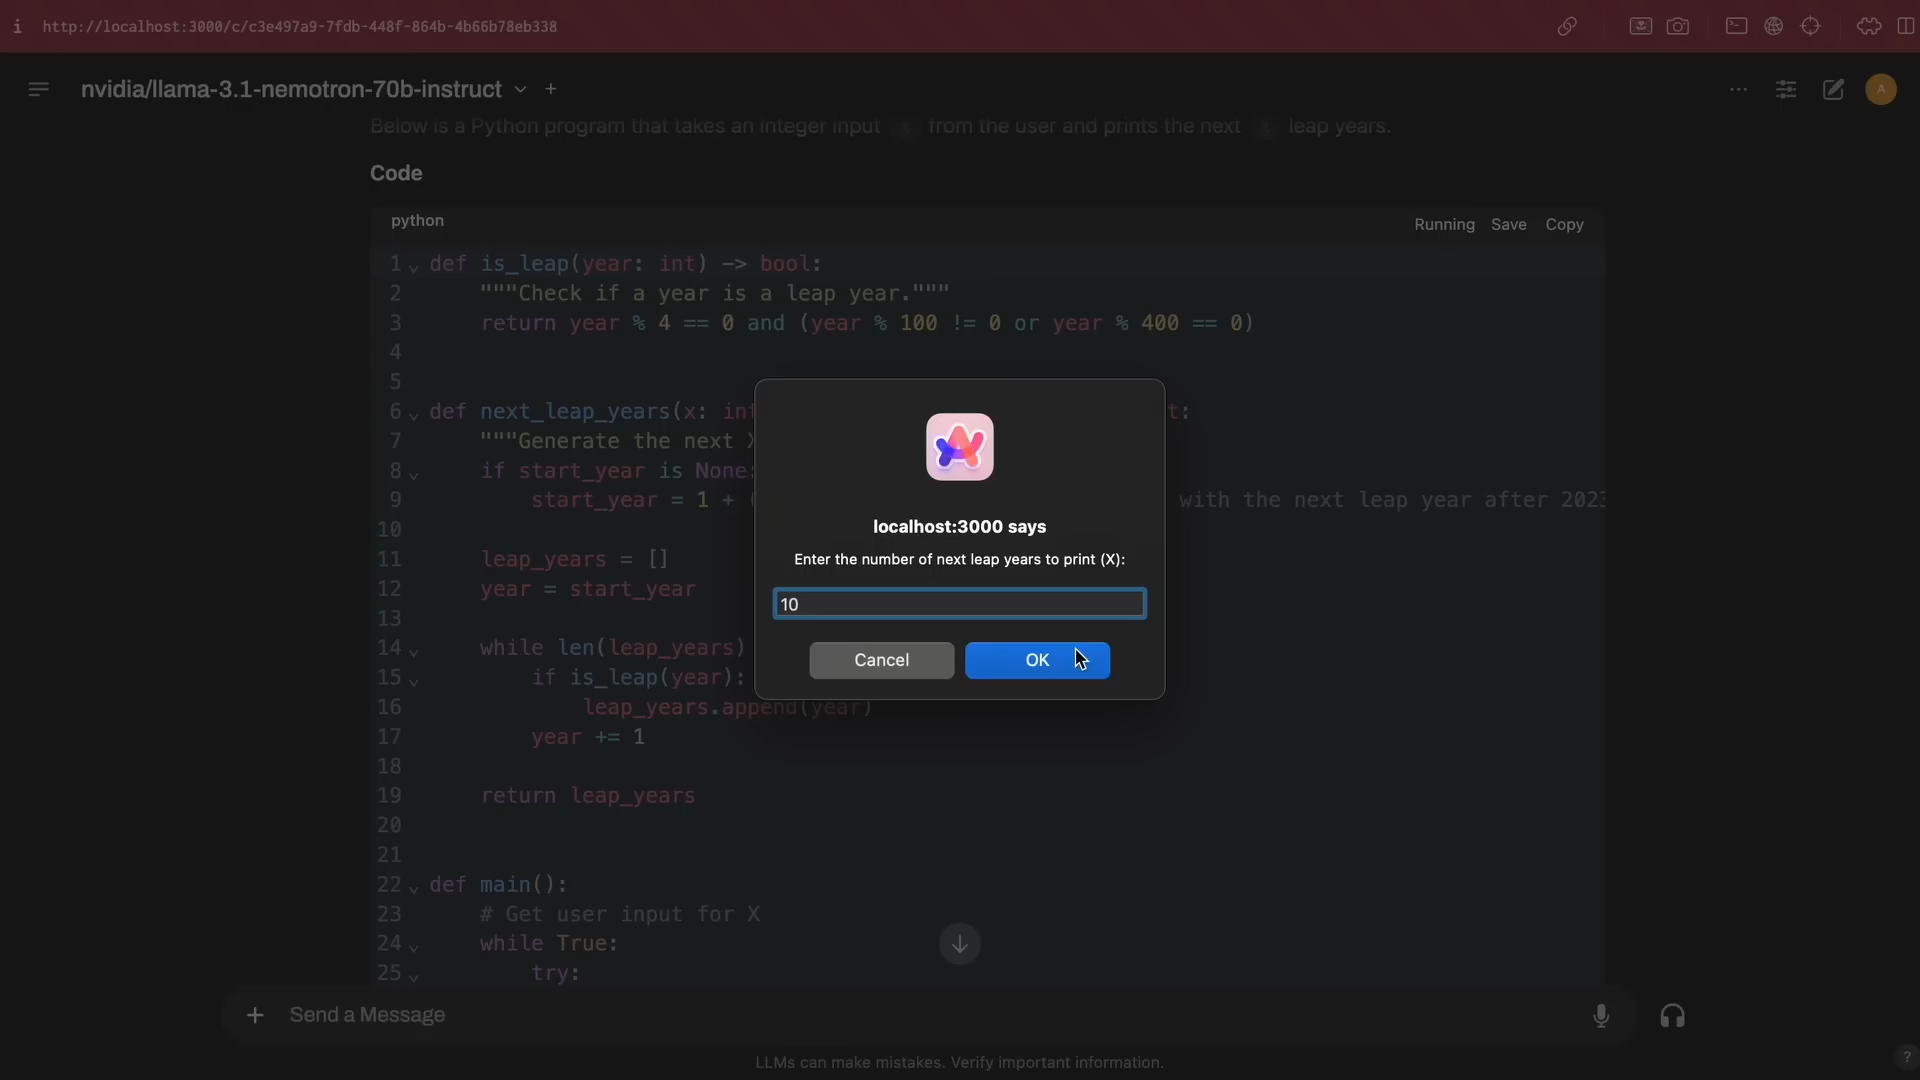 i http://localhost:3000/c/c3e497a9-7fdb-448f-864b-4b66b78eb338
nvidia/llama-3.1-nemotron-70b-instruct
A
Below is a Python program that takes an integer input x from the user and prints the next x leap years.
Code
python
Running Save Copy
1 def is_leap(year: int) -> bool:
2 """Check if a year is a leap year."""
3 return year % 4 == 0 and (year % 100 != 0 or year % 400 == 0)
4
5
6 def next_leap_years(x: int t:
7 """Generate the next X
8 if start_year is None:
9 start_year = 1 + ( with the next leap year after 2023
10
11 leap_years = []
12 year = start_year
13
14 while len(leap_years)
15 if is_leap(year):
16 leap_years.append(year)
17 year += 1
18
19 return leap_years
20
21
22 def main():
23 # Get user input for X
24 while True:
25 try:
localhost:3000 says
Enter the number of next leap years to print (X):
10
Cancel OK
Send a Message
LLMs can make mistakes. Verify important information.
?